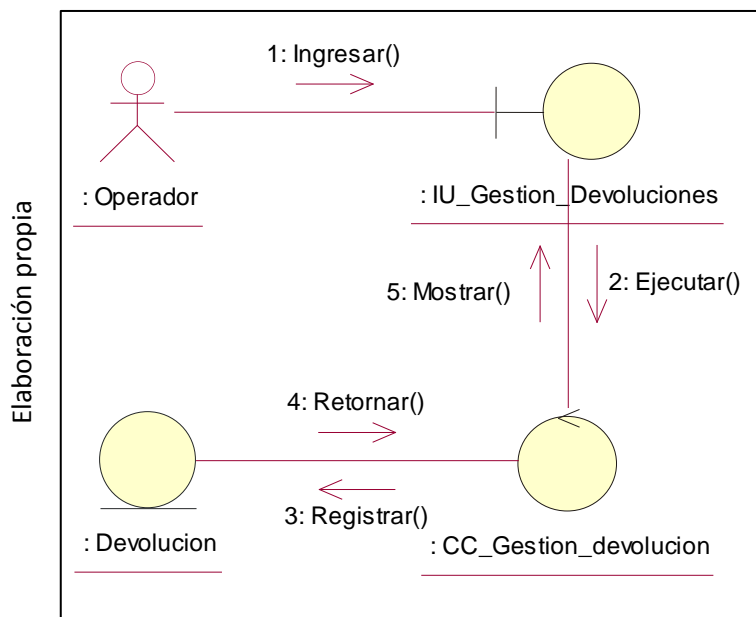 1: Ingresar()
: Operador
: IU_Gestion_Devoluciones
5: Mostrar()
2: Ejecutar()
4: Retornar()
3: Registrar()
: Devolucion
: CC_Gestion_devolucion
Elaboración propia